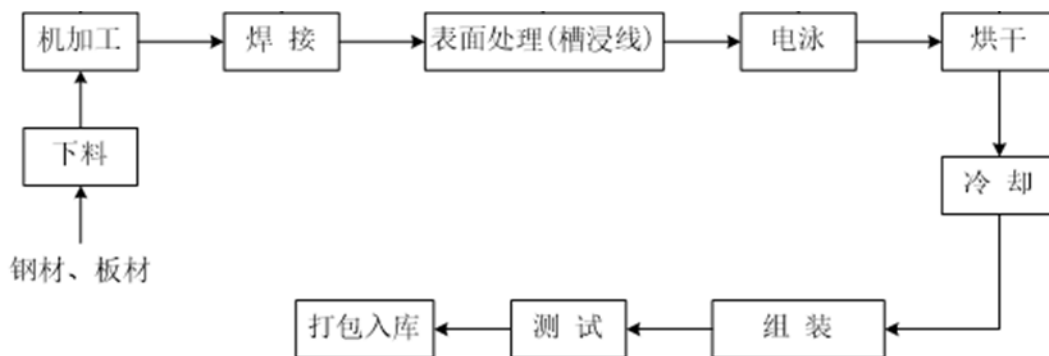 机加工
焊 接
表面处理(槽浸线)
电泳
烘干
下料
冷 却
钢材、板材
打包入库
测 试
组 装